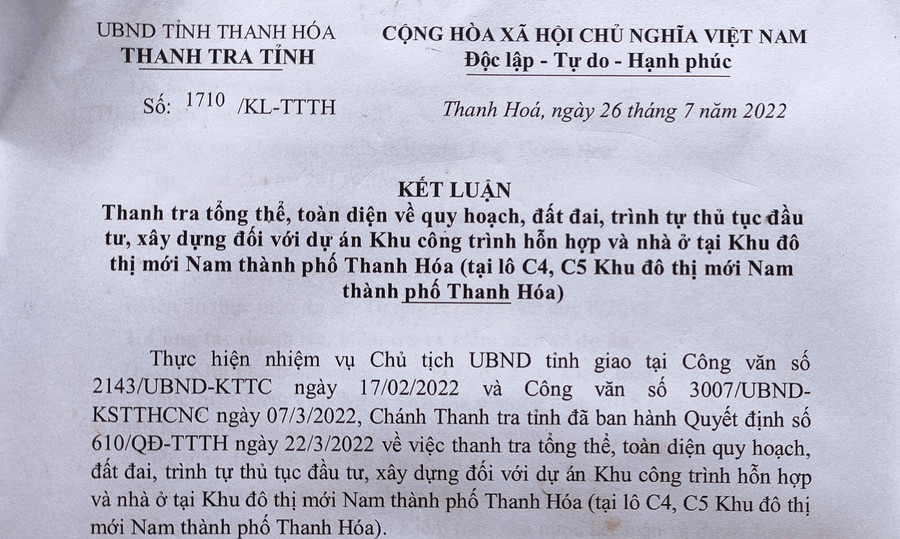 UBND TỈNH THANH HÓA
THANH TRA TỈNH
CỘNG HÒA XÃ HỘI CHỦ NGHĨA VIỆT NAM
Độc lập - Tự do - Hạnh phúc
Số: 1710 /KL-TTTH
Thanh Hoá, ngày 26 tháng 7 năm 2022
KẾT LUẬN
Thanh tra tổng thể, toàn diện về quy hoạch, đất đai, trình tự thủ tục đầu
tư, xây dựng đối với dự án Khu công trình hỗn hợp và nhà ở tại Khu đô
thị mới Nam thành phố Thanh Hóa (tại lô C4, C5 Khu đô thị mới Nam
thành phố Thanh Hóa)
Thực hiện nhiệm vụ Chủ tịch UBND tỉnh giao tại Công văn số
2143/UBND-KTTC ngày 17/02/2022 và Công văn số 3007/UBND-
KSTTHCNC ngày 07/3/2022, Chánh Thanh tra tỉnh đã ban hành Quyết định số
610/QĐ-TTTH ngày 22/3/2022 về việc thanh tra tổng thể, toàn diện quy hoạch,
đất đai, trình tự thủ tục đầu tư, xây dựng đối với dự án Khu công trình hỗn hợp
và nhà ở tại Khu đô thị mới Nam thành phố Thanh Hóa (tại lô C4, C5 Khu đô thị
mới Nam thành phố Thanh Hóa).